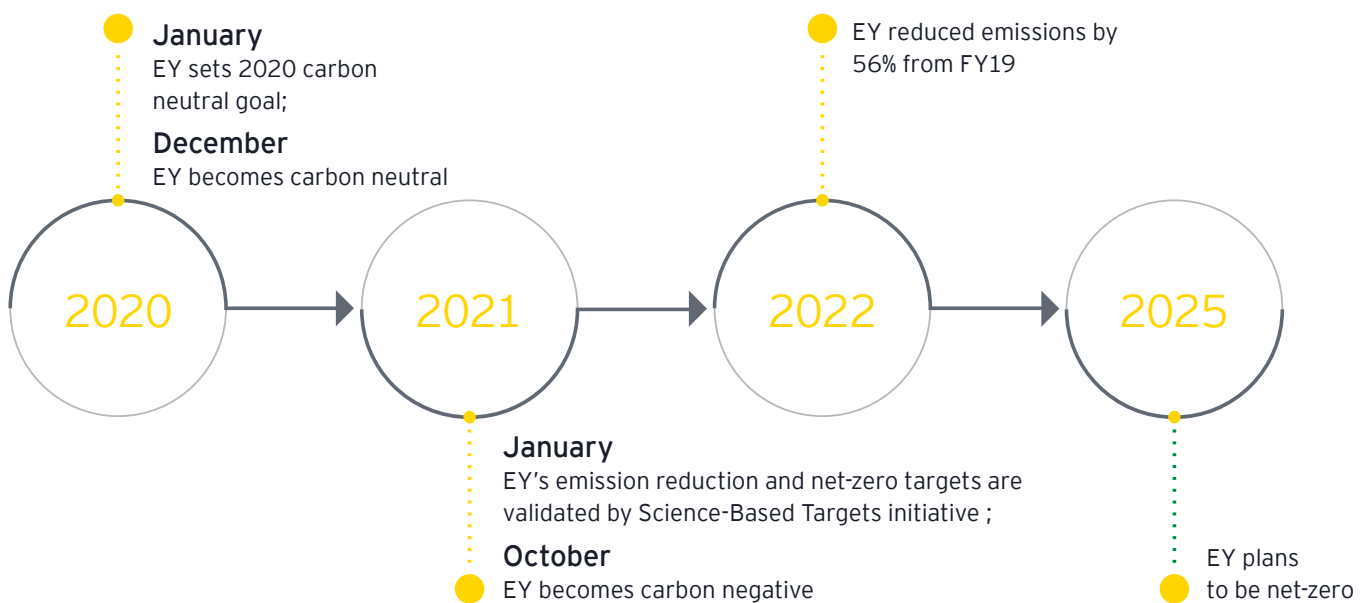 January
EY sets 2020 carbon
neutral goal;
December
EY becomes carbon neutral
EY reduced emissions by
56% from FY19
2020
2021
2022
2025
January
EY’s emission reduction and net-zero targets are
validated by Science-Based Targets initiative ;
October
EY becomes carbon negative
EY plans
to be net-zero